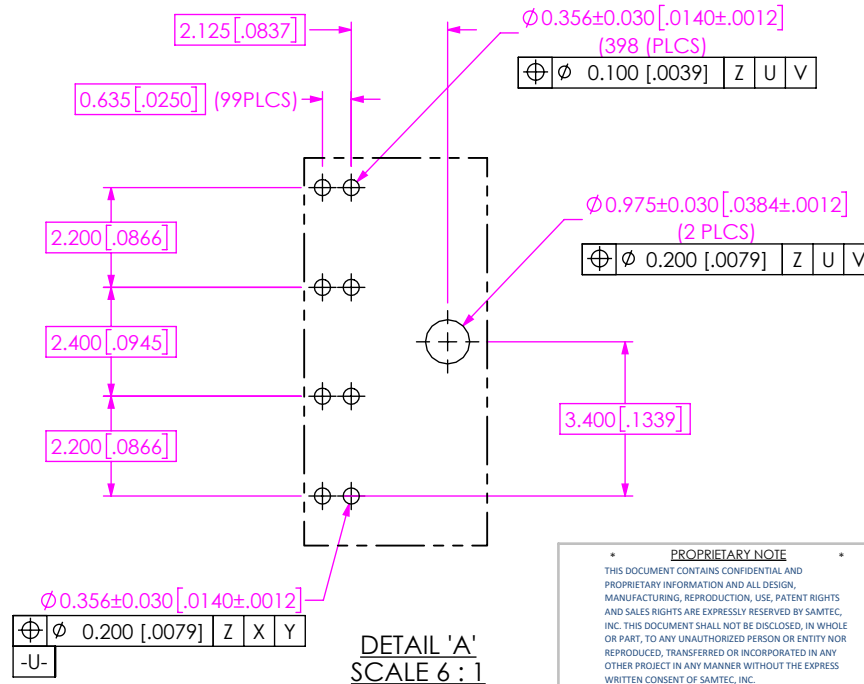 2.125 [.0837]
Ø0.356±0.030 [.0140±.0012]
(398 (PLCS)
⌖ Ø 0.100 [.0039] Z U V
0.635 [.0250] (99PLCS)
Ø0.975±0.030 [.0384±.0012]
(2 PLCS)
⌖ Ø 0.200 [.0079] Z U V
2.200 [.0866]
2.400 [.0945]
2.200 [.0866]
3.400 [.1339]
Ø0.356±0.030 [.0140±.0012]
⌖ Ø 0.200 [.0079] Z X Y
-U-
DETAIL 'A'
SCALE 6 : 1
* PROPRIETARY NOTE *
THIS DOCUMENT CONTAINS CONFIDENTIAL AND
PROPRIETARY INFORMATION AND ALL DESIGN,
MANUFACTURING, REPRODUCTION, USE, PATENT RIGHTS
AND SALES RIGHTS ARE EXPRESSLY RESERVED BY SAMTEC,
INC. THIS DOCUMENT SHALL NOT BE DISCLOSED, IN WHOLE
OR PART, TO ANY UNAUTHORIZED PERSON OR ENTITY NOR
REPRODUCED, TRANSFERRED OR INCORPORATED IN ANY
OTHER PROJECT IN ANY MANNER WITHOUT THE EXPRESS
WRITTEN CONSENT OF SAMTEC, INC.